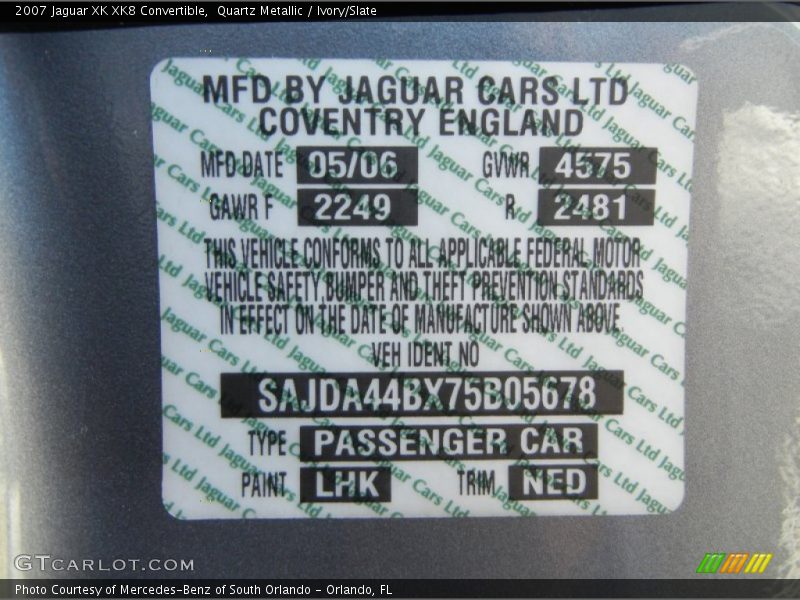 2007 Jaguar XK XK8 Convertible,  Quartz Metallic / Ivory/Slate
MFD BY JAGUAR CARS LTD
COVENTRY ENGLAND
MFD DATE 05/06 GVWR 4575
GAWR F 2249 R 2481
THIS VEHICLE CONFORMS TO ALL APPLICABLE FEDERAL MOTOR
VEHICLE SAFETY,BUMPER AND THEFT PREVENTION STANDARDS
IN EFFECT ON THE DATE OF MANUFACTURE SHOWN ABOVE.
VEH IDENT NO
SAJDA44BX75B05678
TYPE PASSENGER CAR
PAINT LHK TRIM NED
GTCARLOT.COM
Photo Courtesy of Mercedes-Benz of South Orlando - Orlando, FL